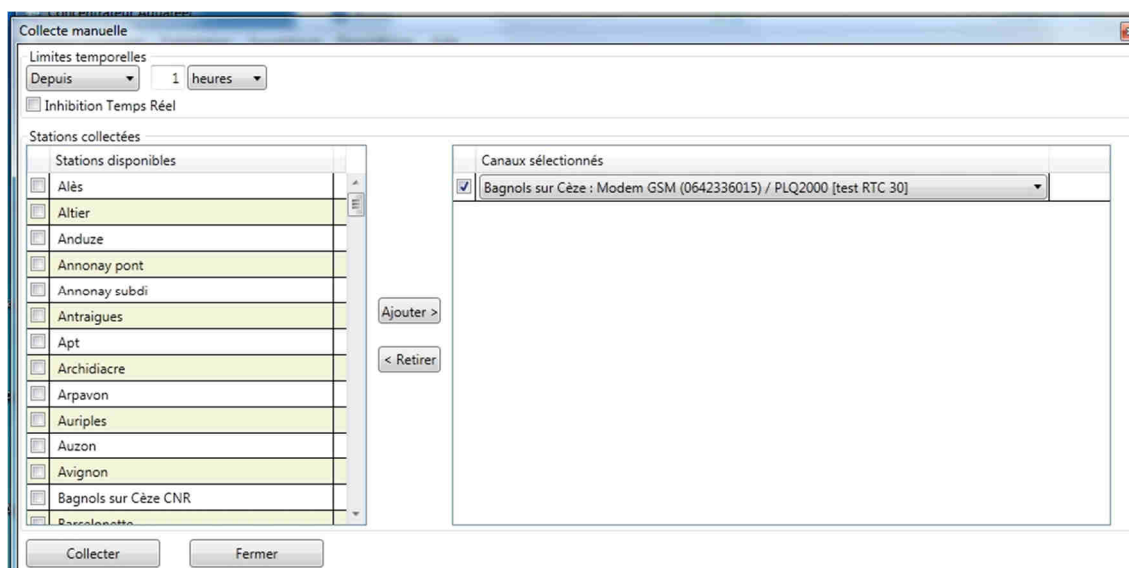 Collecte manuelle
Limites temporelles
Depuis 1 heures
Inhibition Temps Réel
Stations collectées
Stations disponibles
Alès
Altier
Anduze
Annonay pont
Annonay subdi
Antraigues
Apt
Archidiacre
Arpavon
Auriples
Auzon
Avignon
Bagnols sur Cèze CNR
Barcelonette
Ajouter >
< Retirer
Canaux sélectionnés
Bagnols sur Cèze : Modem GSM (0642336015) / PLQ2000 [test RTC 30]
Collecter Fermer